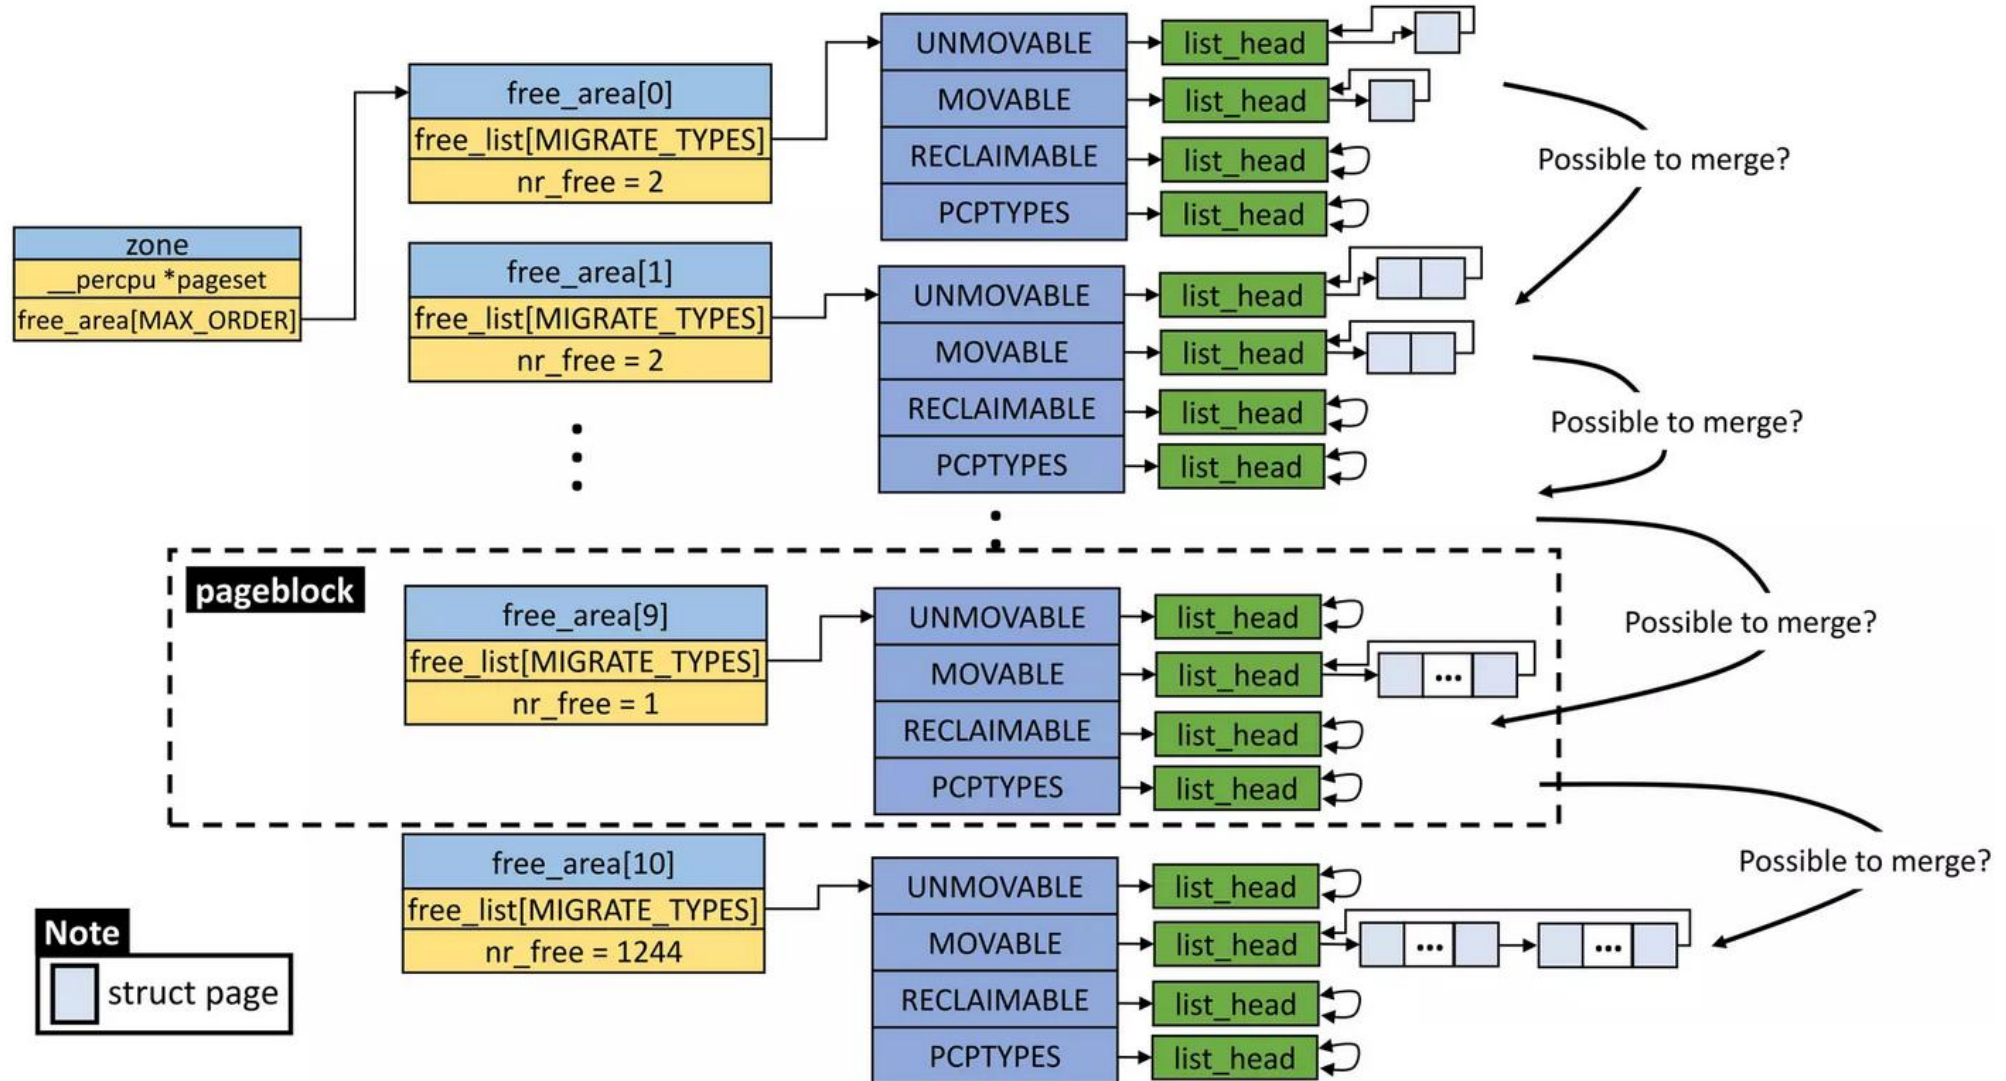 zone
__percpu *pageset
free_area[MAX_ORDER]
free_area[0]
free_list[MIGRATE_TYPES]
nr_free = 2
UNMOVABLE
list_head
MOVABLE
list_head
RECLAIMABLE
list_head
PCPTYPES
list_head
Possible to merge?
free_area[1]
free_list[MIGRATE_TYPES]
nr_free = 2
UNMOVABLE
list_head
MOVABLE
list_head
RECLAIMABLE
list_head
PCPTYPES
list_head
Possible to merge?
pageblock
free_area[9]
free_list[MIGRATE_TYPES]
nr_free = 1
UNMOVABLE
list_head
MOVABLE
list_head
...
RECLAIMABLE
list_head
PCPTYPES
list_head
Possible to merge?
free_area[10]
free_list[MIGRATE_TYPES]
nr_free = 1244
UNMOVABLE
list_head
MOVABLE
list_head
...
...
RECLAIMABLE
list_head
PCPTYPES
list_head
Possible to merge?
Note
struct page